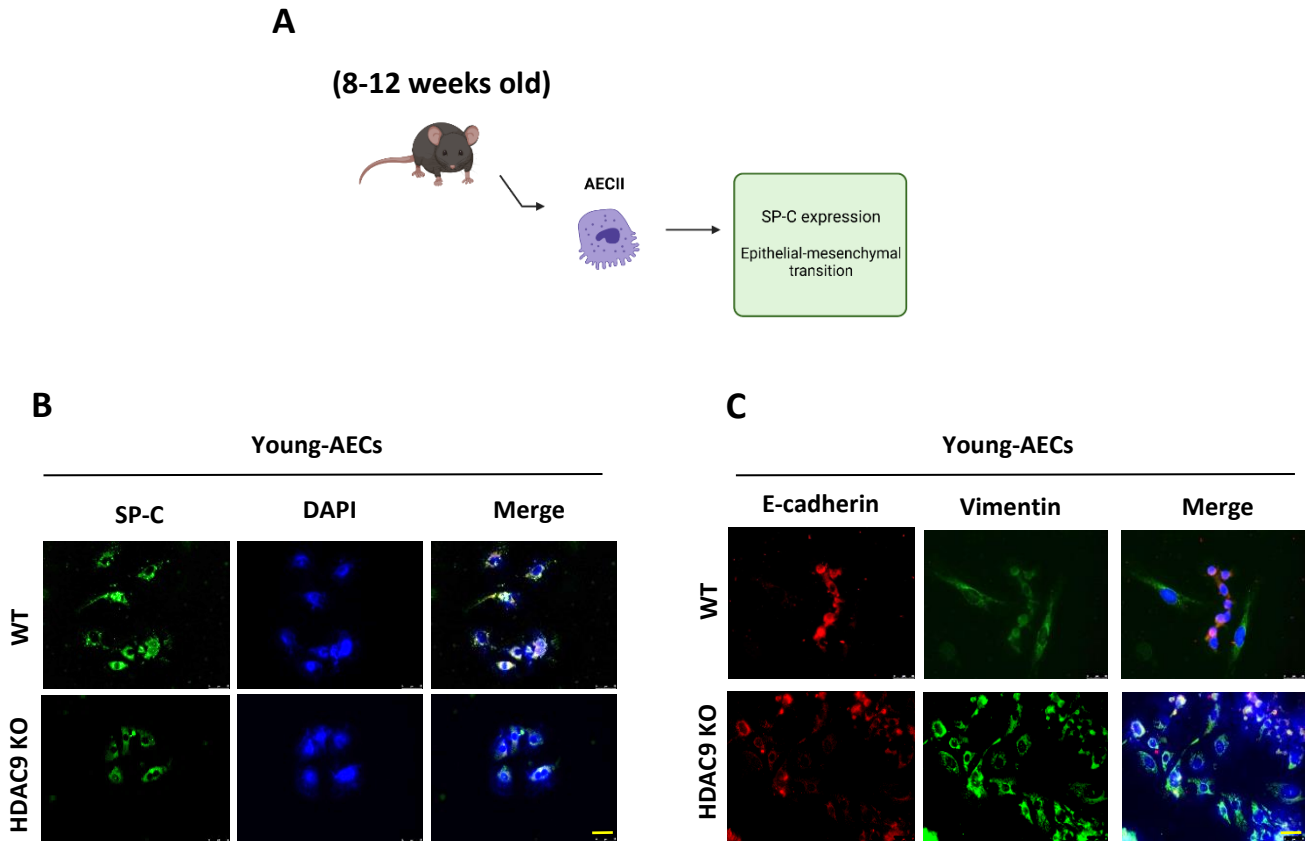 A
(8-12 weeks old)
AECII
SP-C expression
Epithelial-mesenchymal
transition
B
Young-AECs
SP-C
DAPI
Merge
WT
HDAC9 KO
C
Young-AECs
E-cadherin
Vimentin
Merge
WT
HDAC9 KO